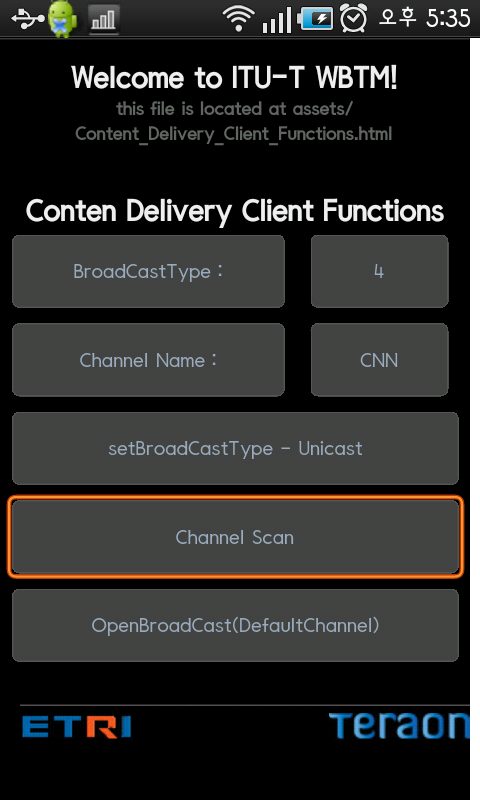 오후 5:35
Welcome to ITU-T WBTM!
this file is located at assets/
Content_Delivery_Client_Functions.html
Conten Delivery Client Functions
BroadCastType : 4
Channel Name : CNN
setBroadCastType - Unicast
Channel Scan
OpenBroadCast(DefaultChannel)
ETRI Teraon